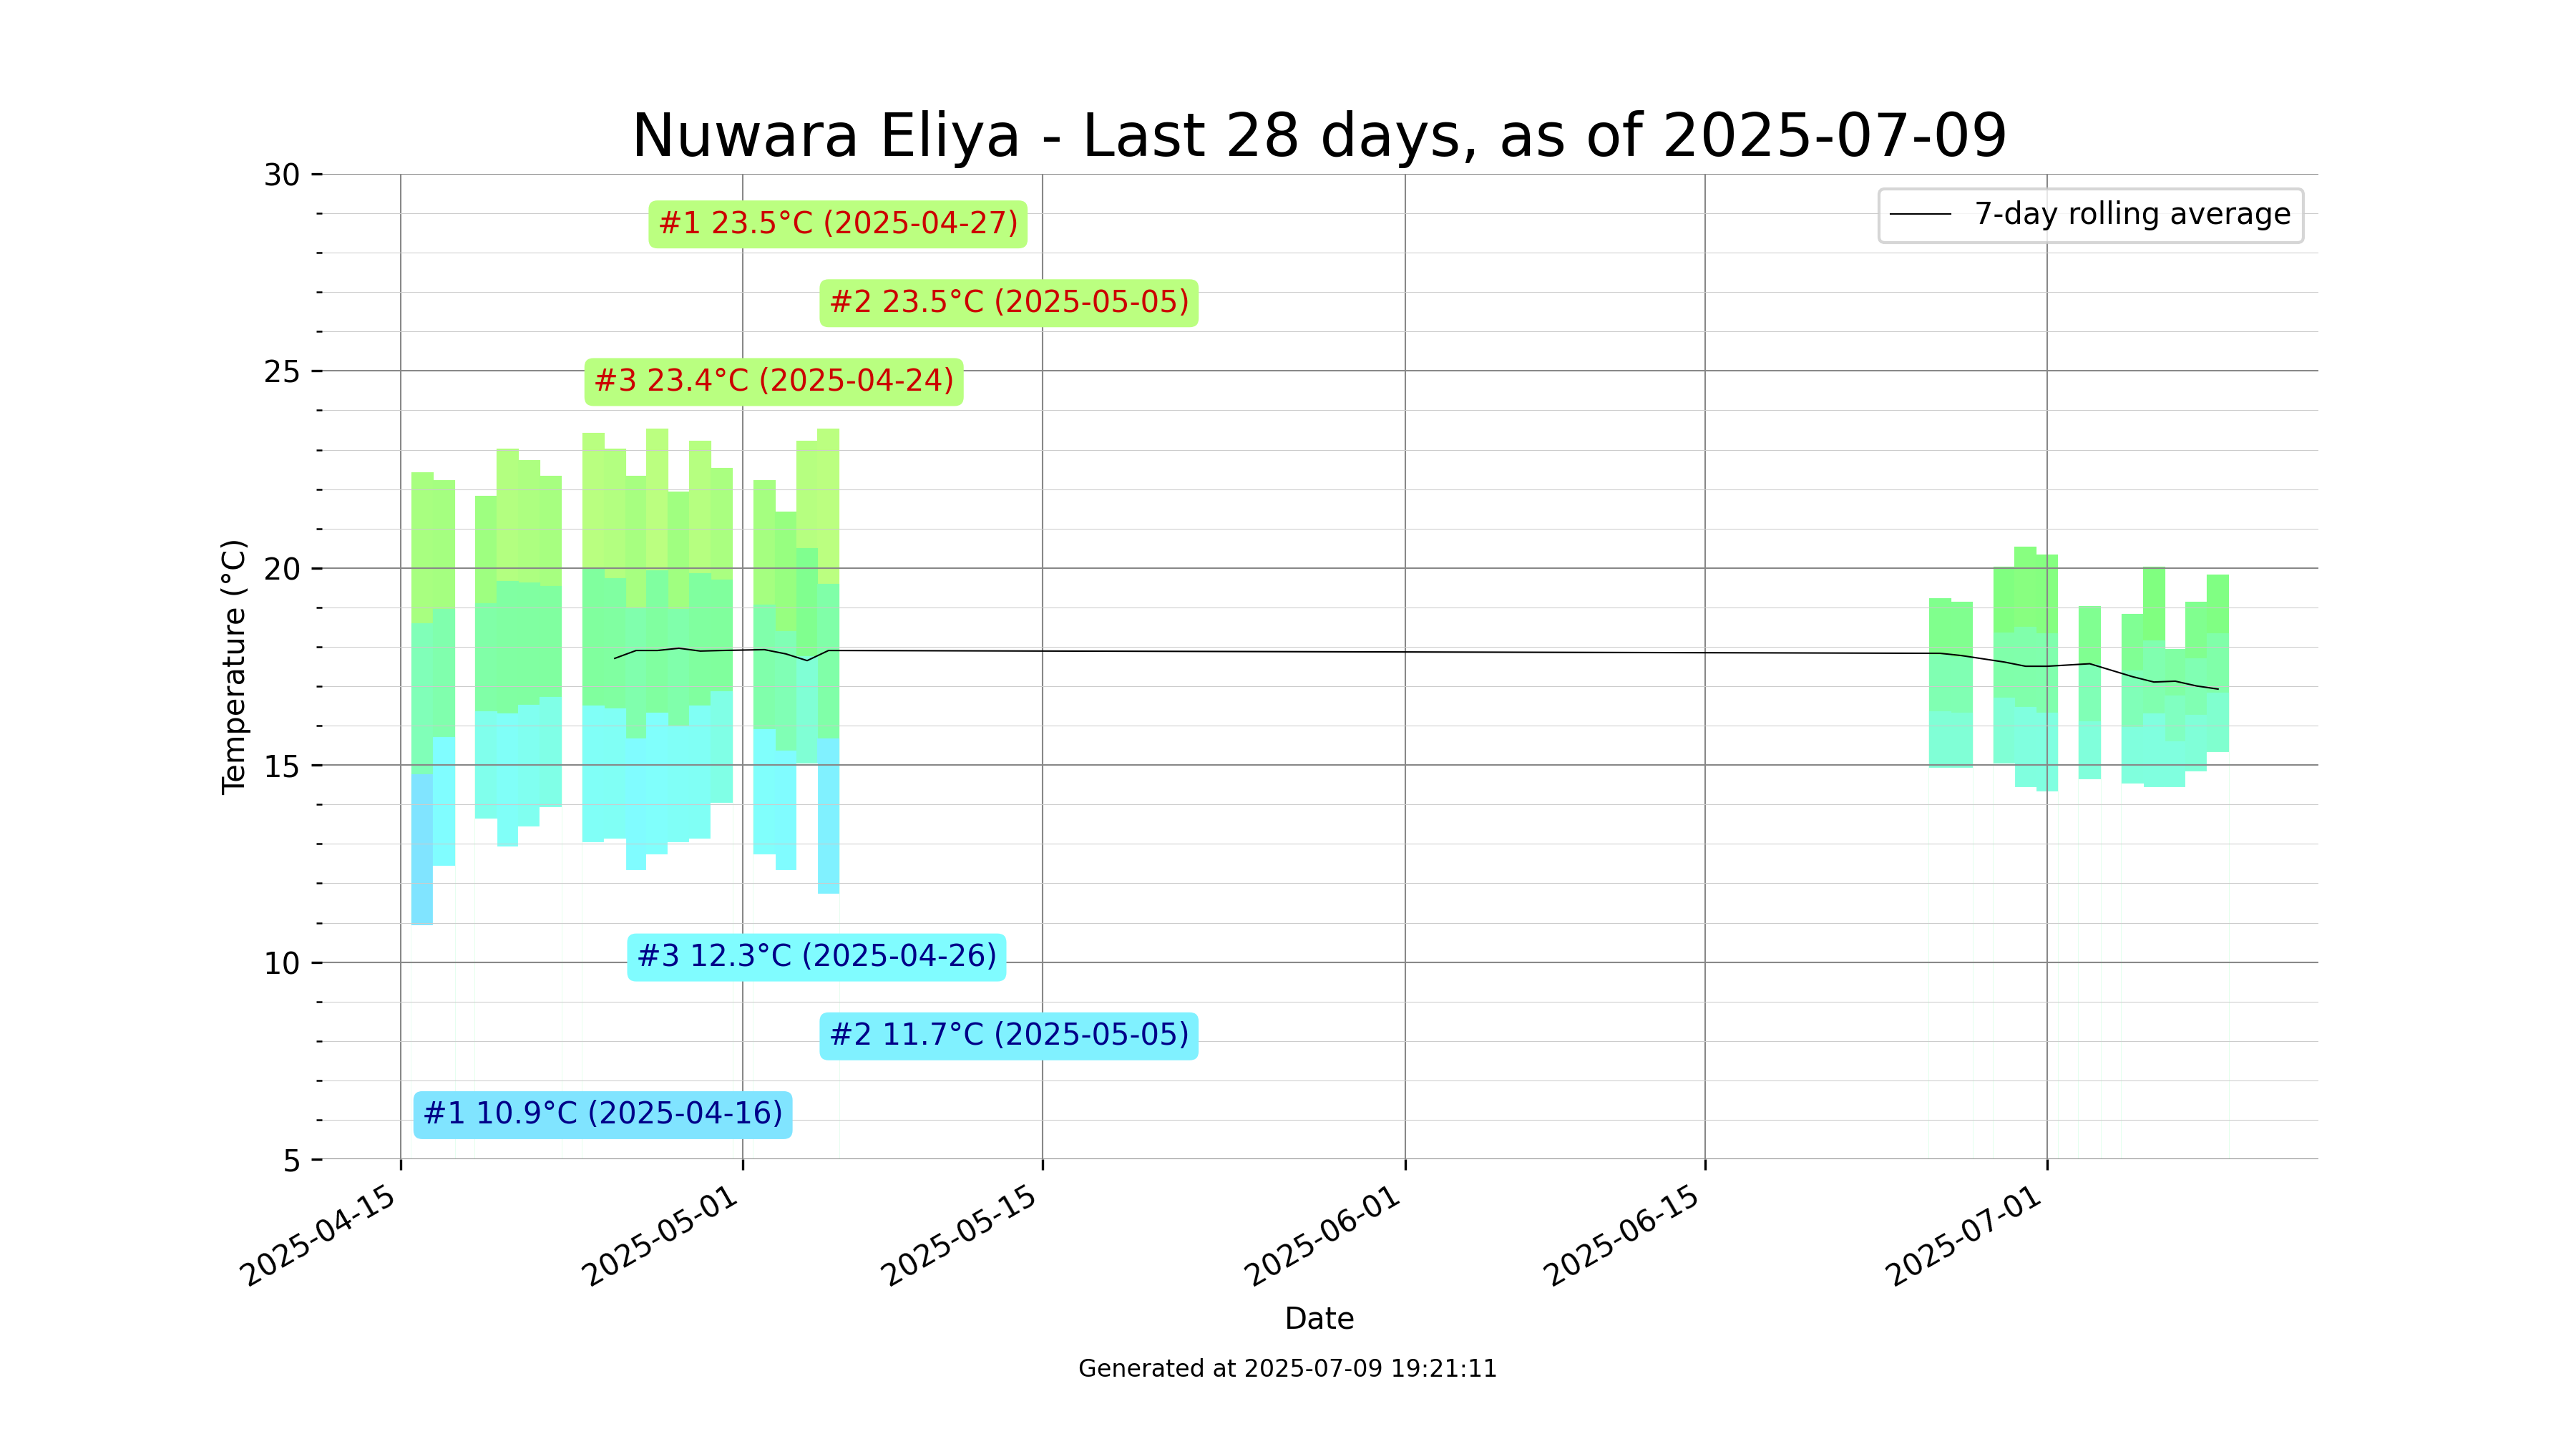 Nuwara Eliya - Last 28 days, as of 2025-07-09
30
7-day rolling average
#1 23.5°C (2025-04-27)
#2 23.5°C (2025-05-05)
25
#3 23.4°C (2025-04-24)
20
Temperature (°C)
15
10
#3 12.3°C (2025-04-26)
#2 11.7°C (2025-05-05)
#1 10.9°C (2025-04-16)
5
2025-04-15
2025-05-01
2025-05-15
2025-06-01
2025-06-15
2025-07-01
Date
Generated at 2025-07-09 19:21:11